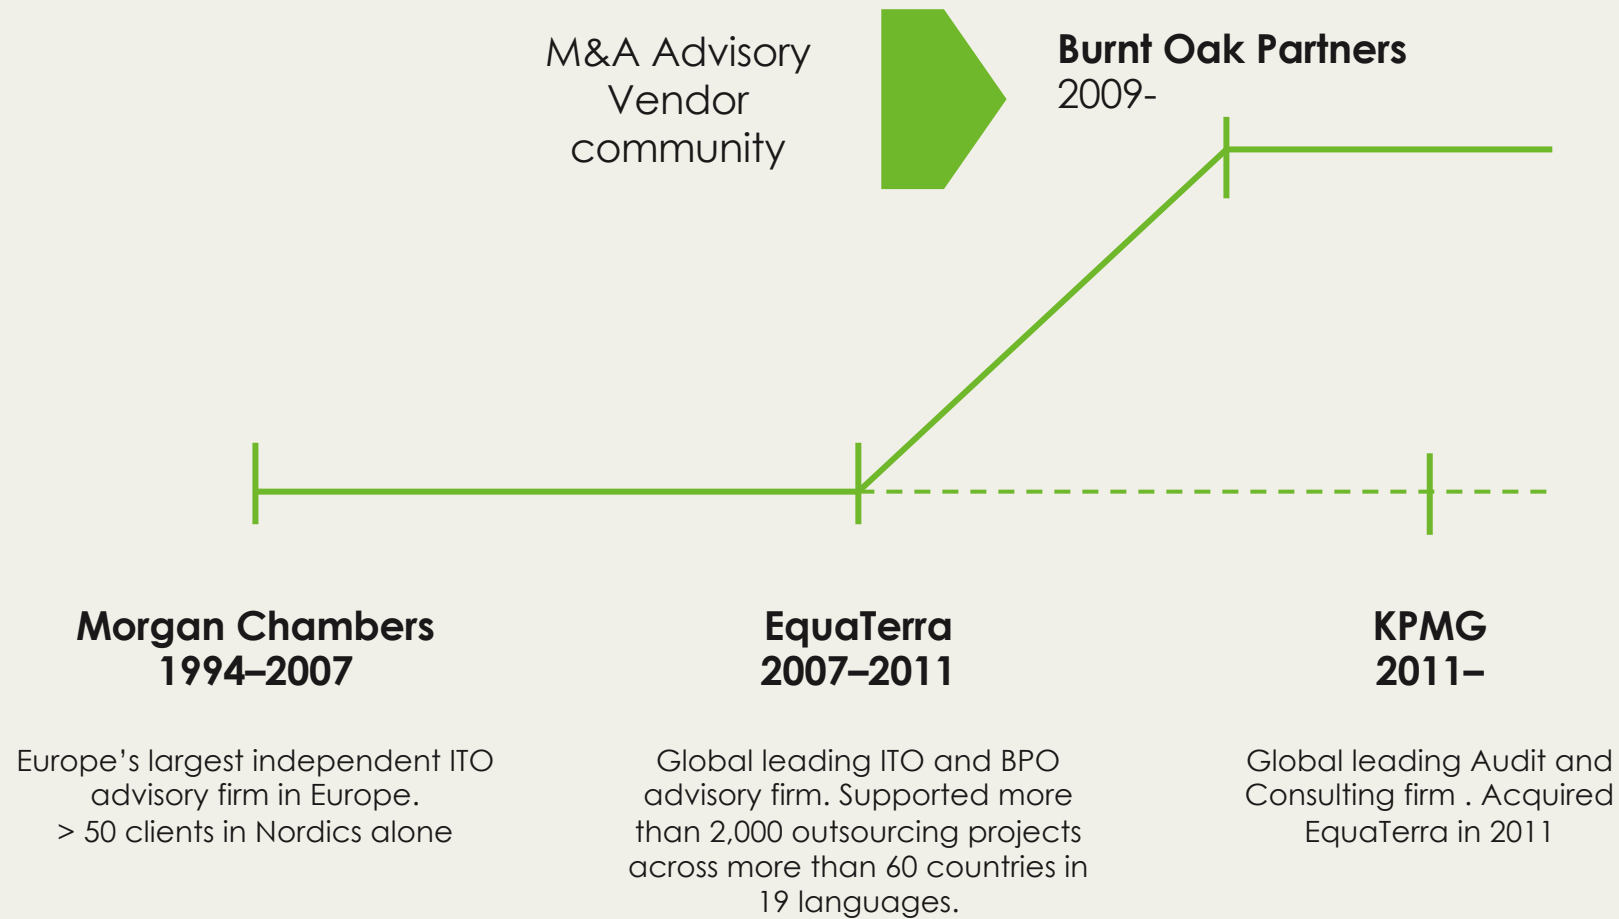 M&A Advisory
Vendor
community
Burnt Oak Partners
2009-
Morgan Chambers
1994–2007
Europe’s largest independent ITO
advisory firm in Europe.
> 50 clients in Nordics alone
EquaTerra
2007–2011
Global leading ITO and BPO
advisory firm. Supported more
than 2,000 outsourcing projects
across more than 60 countries in
19 languages.
KPMG
2011–
Global leading Audit and
Consulting firm . Acquired
EquaTerra in 2011